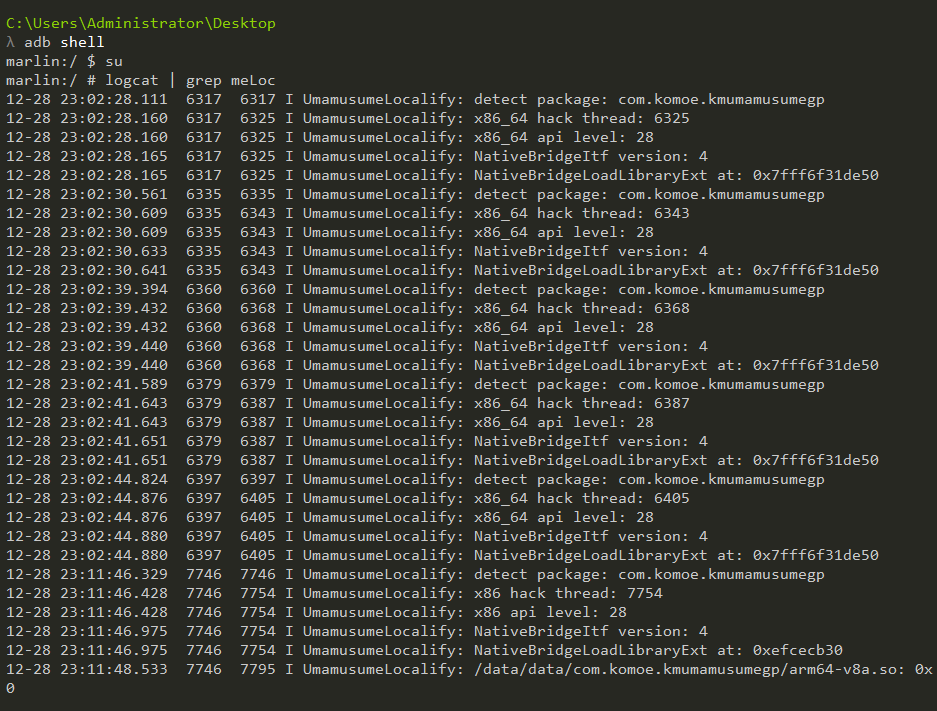 C:\Users\Administrator\Desktop
λ adb shell
marlin:/ $ su
marlin:/ # logcat | grep meLoc
12-28 23:02:28.111  6317  6317 I UmamusumeLocalify: detect package: com.komoe.kmumamusumegp
12-28 23:02:28.160  6317  6325 I UmamusumeLocalify: x86_64 hack thread: 6325
12-28 23:02:28.160  6317  6325 I UmamusumeLocalify: x86_64 api level: 28
12-28 23:02:28.165  6317  6325 I UmamusumeLocalify: NativeBridgeItf version: 4
12-28 23:02:28.165  6317  6325 I UmamusumeLocalify: NativeBridgeLoadLibraryExt at: 0x7fff6f31de50
12-28 23:02:30.561  6335  6335 I UmamusumeLocalify: detect package: com.komoe.kmumamusumegp
12-28 23:02:30.609  6335  6343 I UmamusumeLocalify: x86_64 hack thread: 6343
12-28 23:02:30.609  6335  6343 I UmamusumeLocalify: x86_64 api level: 28
12-28 23:02:30.633  6335  6343 I UmamusumeLocalify: NativeBridgeItf version: 4
12-28 23:02:30.641  6335  6343 I UmamusumeLocalify: NativeBridgeLoadLibraryExt at: 0x7fff6f31de50
12-28 23:02:39.394  6360  6360 I UmamusumeLocalify: detect package: com.komoe.kmumamusumegp
12-28 23:02:39.432  6360  6368 I UmamusumeLocalify: x86_64 hack thread: 6368
12-28 23:02:39.432  6360  6368 I UmamusumeLocalify: x86_64 api level: 28
12-28 23:02:39.440  6360  6368 I UmamusumeLocalify: NativeBridgeItf version: 4
12-28 23:02:39.440  6360  6368 I UmamusumeLocalify: NativeBridgeLoadLibraryExt at: 0x7fff6f31de50
12-28 23:02:41.589  6379  6379 I UmamusumeLocalify: detect package: com.komoe.kmumamusumegp
12-28 23:02:41.643  6379  6387 I UmamusumeLocalify: x86_64 hack thread: 6387
12-28 23:02:41.643  6379  6387 I UmamusumeLocalify: x86_64 api level: 28
12-28 23:02:41.651  6379  6387 I UmamusumeLocalify: NativeBridgeItf version: 4
12-28 23:02:41.651  6379  6387 I UmamusumeLocalify: NativeBridgeLoadLibraryExt at: 0x7fff6f31de50
12-28 23:02:44.824  6397  6397 I UmamusumeLocalify: detect package: com.komoe.kmumamusumegp
12-28 23:02:44.876  6397  6405 I UmamusumeLocalify: x86_64 hack thread: 6405
12-28 23:02:44.876  6397  6405 I UmamusumeLocalify: x86_64 api level: 28
12-28 23:02:44.880  6397  6405 I UmamusumeLocalify: NativeBridgeItf version: 4
12-28 23:02:44.880  6397  6405 I UmamusumeLocalify: NativeBridgeLoadLibraryExt at: 0x7fff6f31de50
12-28 23:11:46.329  7746  7746 I UmamusumeLocalify: detect package: com.komoe.kmumamusumegp
12-28 23:11:46.428  7746  7754 I UmamusumeLocalify: x86 hack thread: 7754
12-28 23:11:46.428  7746  7754 I UmamusumeLocalify: x86 api level: 28
12-28 23:11:46.975  7746  7754 I UmamusumeLocalify: NativeBridgeItf version: 4
12-28 23:11:46.975  7746  7754 I UmamusumeLocalify: NativeBridgeLoadLibraryExt at: 0xefcecb30
12-28 23:11:48.533  7746  7795 I UmamusumeLocalify: /data/data/com.komoe.kmumamusumegp/arm64-v8a.so: 0x
0